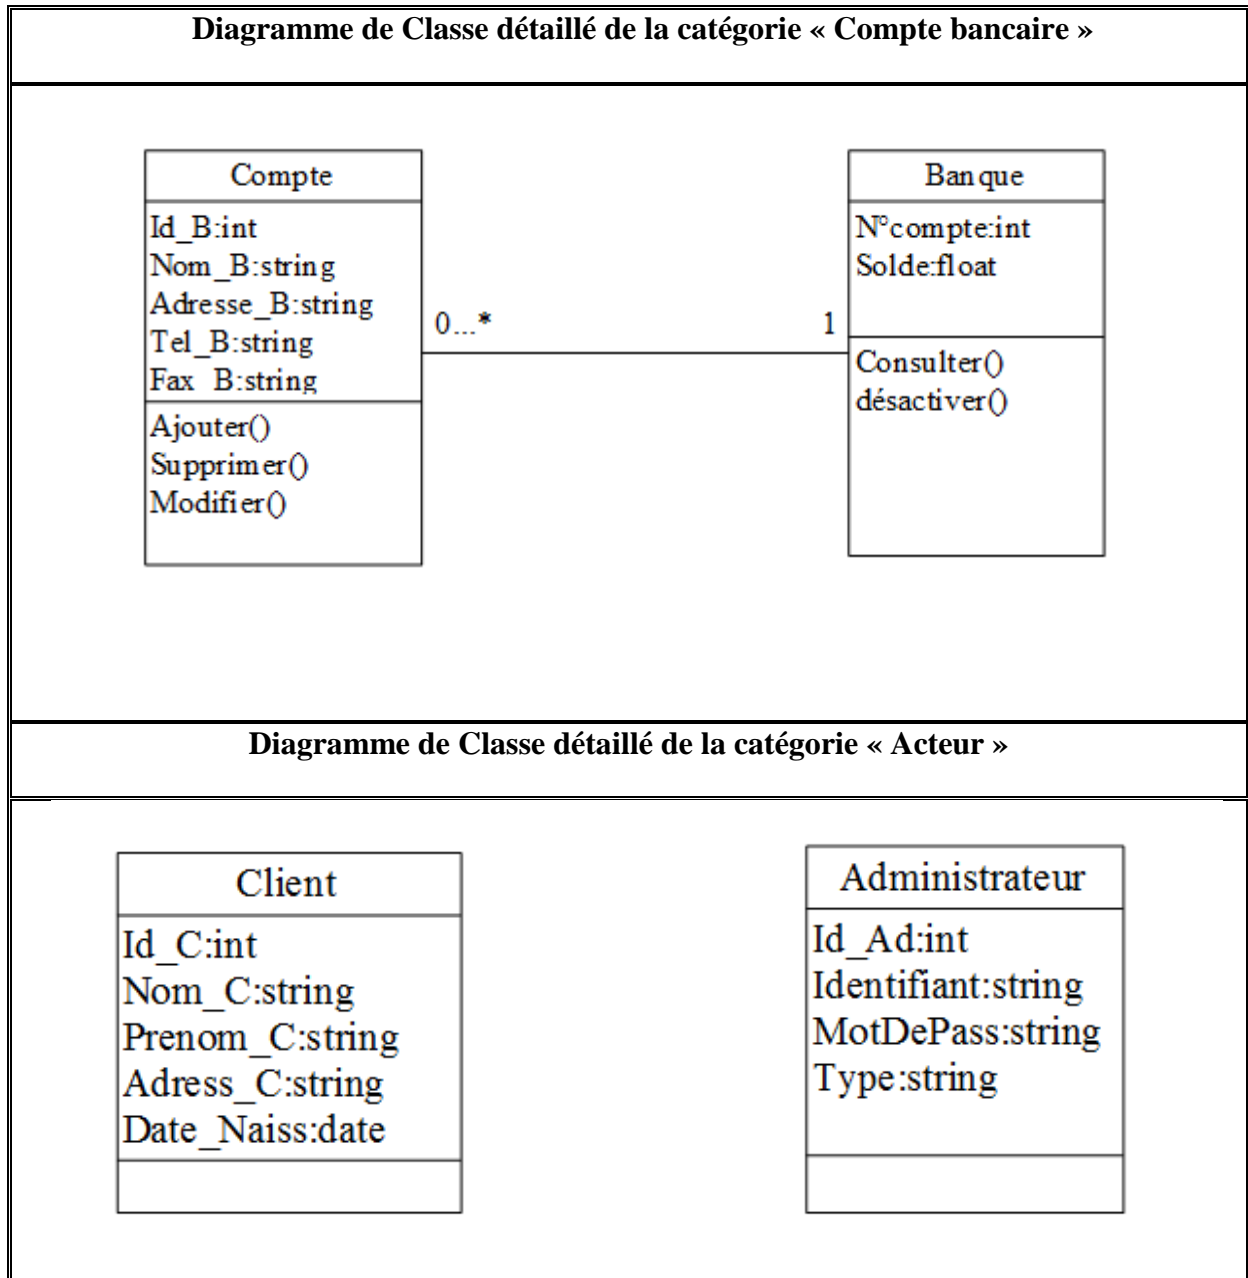 Diagramme de Classe détaillé de la catégorie « Compte bancaire »
Compte
Id_B:int
Nom_B:string
Adresse_B:string
Tel_B:string
Fax_B:string
Ajouter()
Supprimer()
Modifier()
0...*
1
Banque
N°compte:int
Solde:float
Consulter()
désactiver()
Diagramme de Classe détaillé de la catégorie « Acteur »
Client
Id_C:int
Nom_C:string
Prenom_C:string
Adress_C:string
Date_Naiss:date
Administrateur
Id_Ad:int
Identifiant:string
MotDePass:string
Type:string